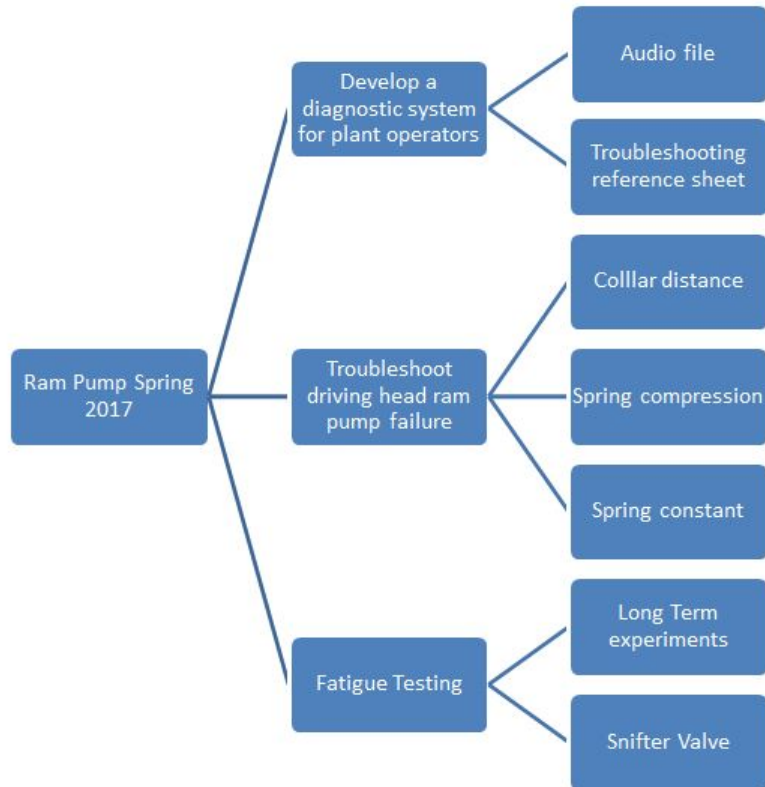 Ram Pump Spring
2017
Develop a
diagnostic system
for plant operators
Audio file
Troubleshooting
reference sheet
Troubleshoot
driving head ram
pump failure
Colllar distance
Spring compression
Spring constant
Fatigue Testing
Long Term
experiments
Snifter Valve